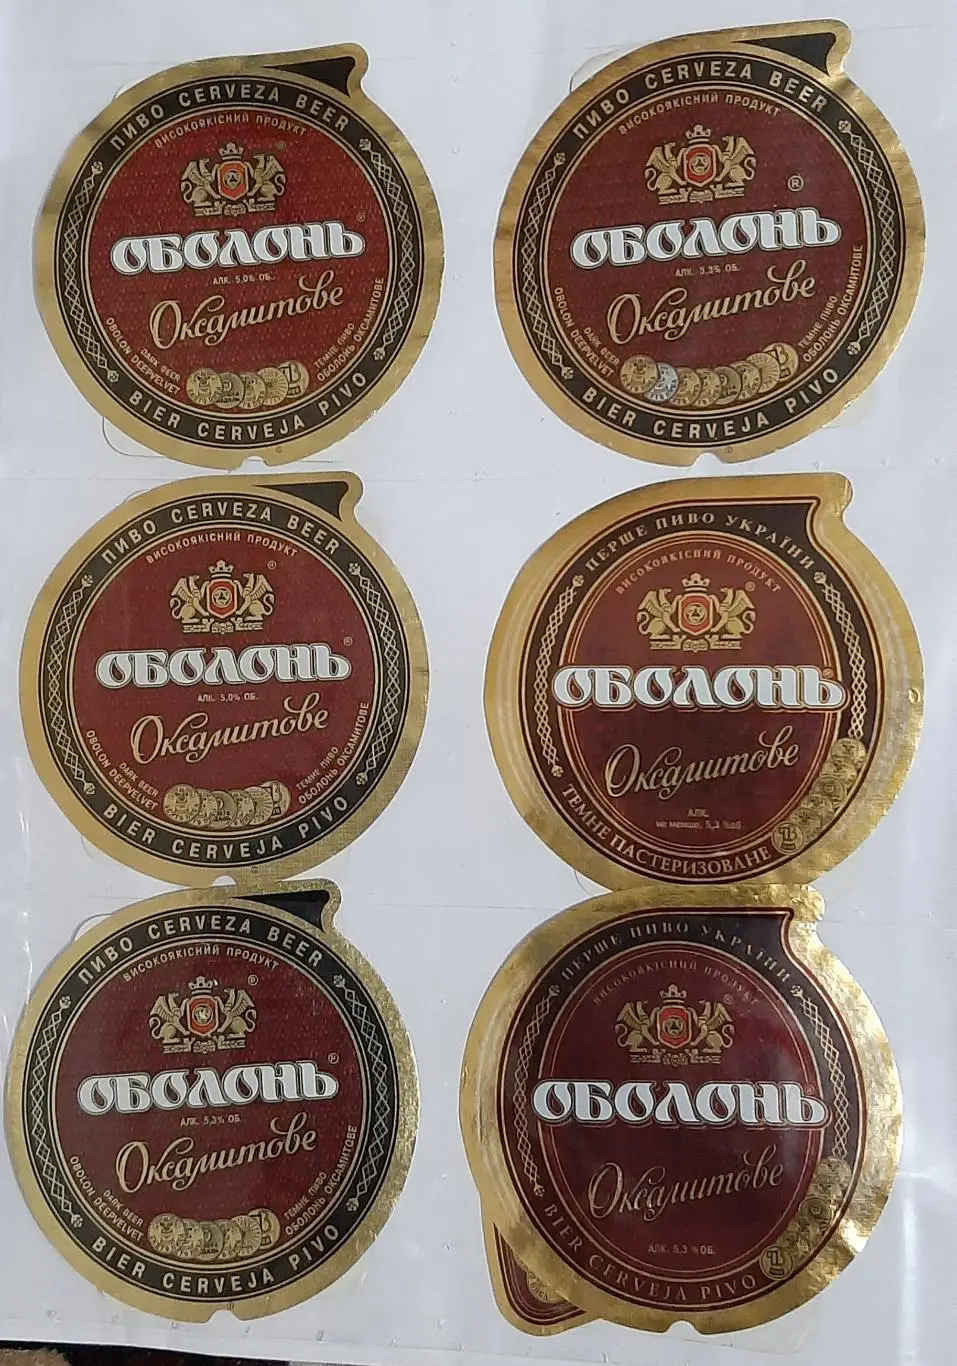 ПИВО CERVEZA BEER
ВИСОКОЯКІСНИЙ ПРОДУКТ
®
ОБОЛОНЬ ®
АЛК. 5,0% ОБ.
Оксамитове
OBOLON DEEPVELVET
DARK BEER
ТЕМНЕ ПИВО
ОБОЛОНЬ ОКСАМИТОВЕ
BIER CERVEJA PIVO
ПИВО CERVEZA BEER
ВИСОКОЯКІСНИЙ ПРОДУКТ
®
ОБОЛОНЬ
АЛК. 5,3% ОБ.
Оксамитове
OBOLON DEEPVELVET
DARK BEER
ТЕМНЕ ПИВО
ОБОЛОНЬ ОКСАМИТОВЕ
BIER CERVEJA PIVO
ПИВО CERVEZA BEER
ВИСОКОЯКІСНИЙ ПРОДУКТ
®
ОБОЛОНЬ ®
АЛК. 5,0% ОБ.
Оксамитове
OBOLON DEEPVELVET
DARK BEER
ТЕМНЕ ПИВО
ОБОЛОНЬ ОКСАМИТОВЕ
BIER CERVEJA PIVO
ПЕРШЕ ПИВО УКРАЇНИ
ВИСОКОЯКІСНИЙ ПРОДУКТ
®
ОБОЛОНЬ ®
Оксамитове
АЛК.
не менше, 5,3 %об.
ТЕМНЕ ПАСТЕРИЗОВАНЕ
ПИВО CERVEZA BEER
ВИСОКОЯКІСНИЙ ПРОДУКТ
®
ОБОЛОНЬ ®
АЛК. 5,3% ОБ.
Оксамитове
OBOLON DEEPVELVET
DARK BEER
ТЕМНЕ ПИВО
ОБОЛОНЬ ОКСАМИТОВЕ
BIER CERVEJA PIVO
ПЕРШЕ ПИВО УКРАЇНИ
ВИСОКОЯКІСНИЙ ПРОДУКТ
®
ОБОЛОНЬ ®
Оксамитове
АЛК. 5.3 %ОБ.
BIER CERVEJA PIVO